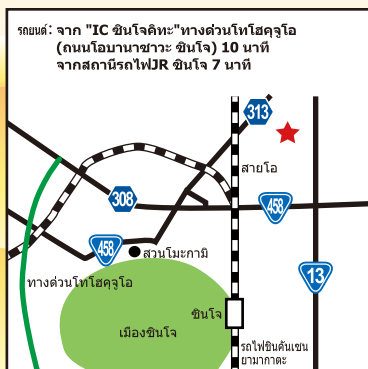 รถยนต์: จาก "IC ชินโจคิทะ"ทางด่วนโทโฮคุจูโอ
(ถนนโอบานาซาวะ ชินโจ) 10 นาที
จากสถานีรถไฟJR ชินโจ 7 นาที
313
สายโอ
308
458
458
สวนโมะกามิ
13
ทางด่วนโทโฮคุจูโอ
ชินโจ
เมืองชินโจ
รถไฟชินคันเซน
ยามากาตะ